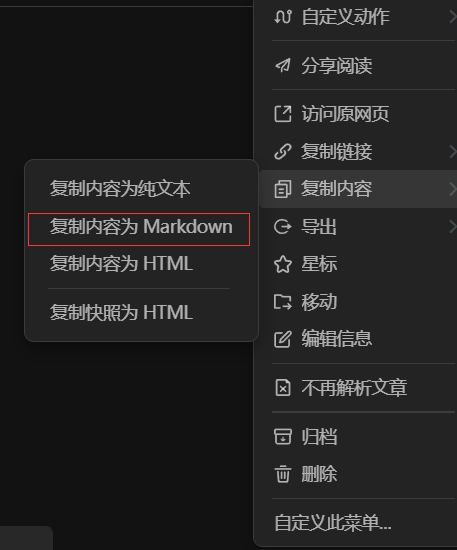 自定义动作
分享阅读
访问原网页
复制链接
复制内容
导出
星标
移动
编辑信息
不再解析文章
归档
删除
自定义此菜单...
复制内容为纯文本
复制内容为 Markdown
复制内容为 HTML
复制快照为 HTML